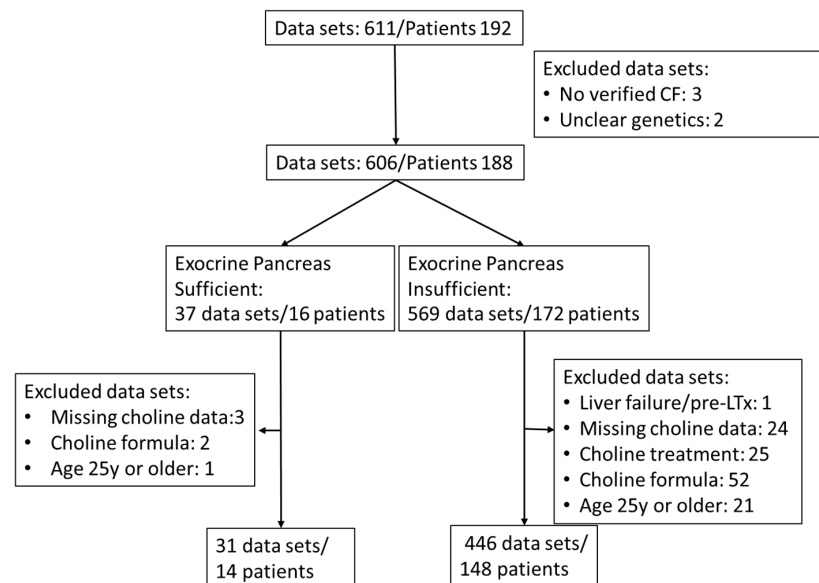 Data sets: 611/Patients 192
Excluded data sets:
• No verified CF: 3
• Unclear genetics: 2
Data sets: 606/Patients 188
Exocrine Pancreas
Sufficient:
37 data sets/16 patients
Exocrine Pancreas
Insufficient:
569 data sets/172 patients
Excluded data sets:
• Missing choline data:3
• Choline formula: 2
• Age 25y or older: 1
Excluded data sets:
• Liver failure/pre-LTx: 1
• Missing choline data: 24
• Choline treatment: 25
• Choline formula: 52
• Age 25y or older: 21
31 data sets/
14 patients
446 data sets/
148 patients